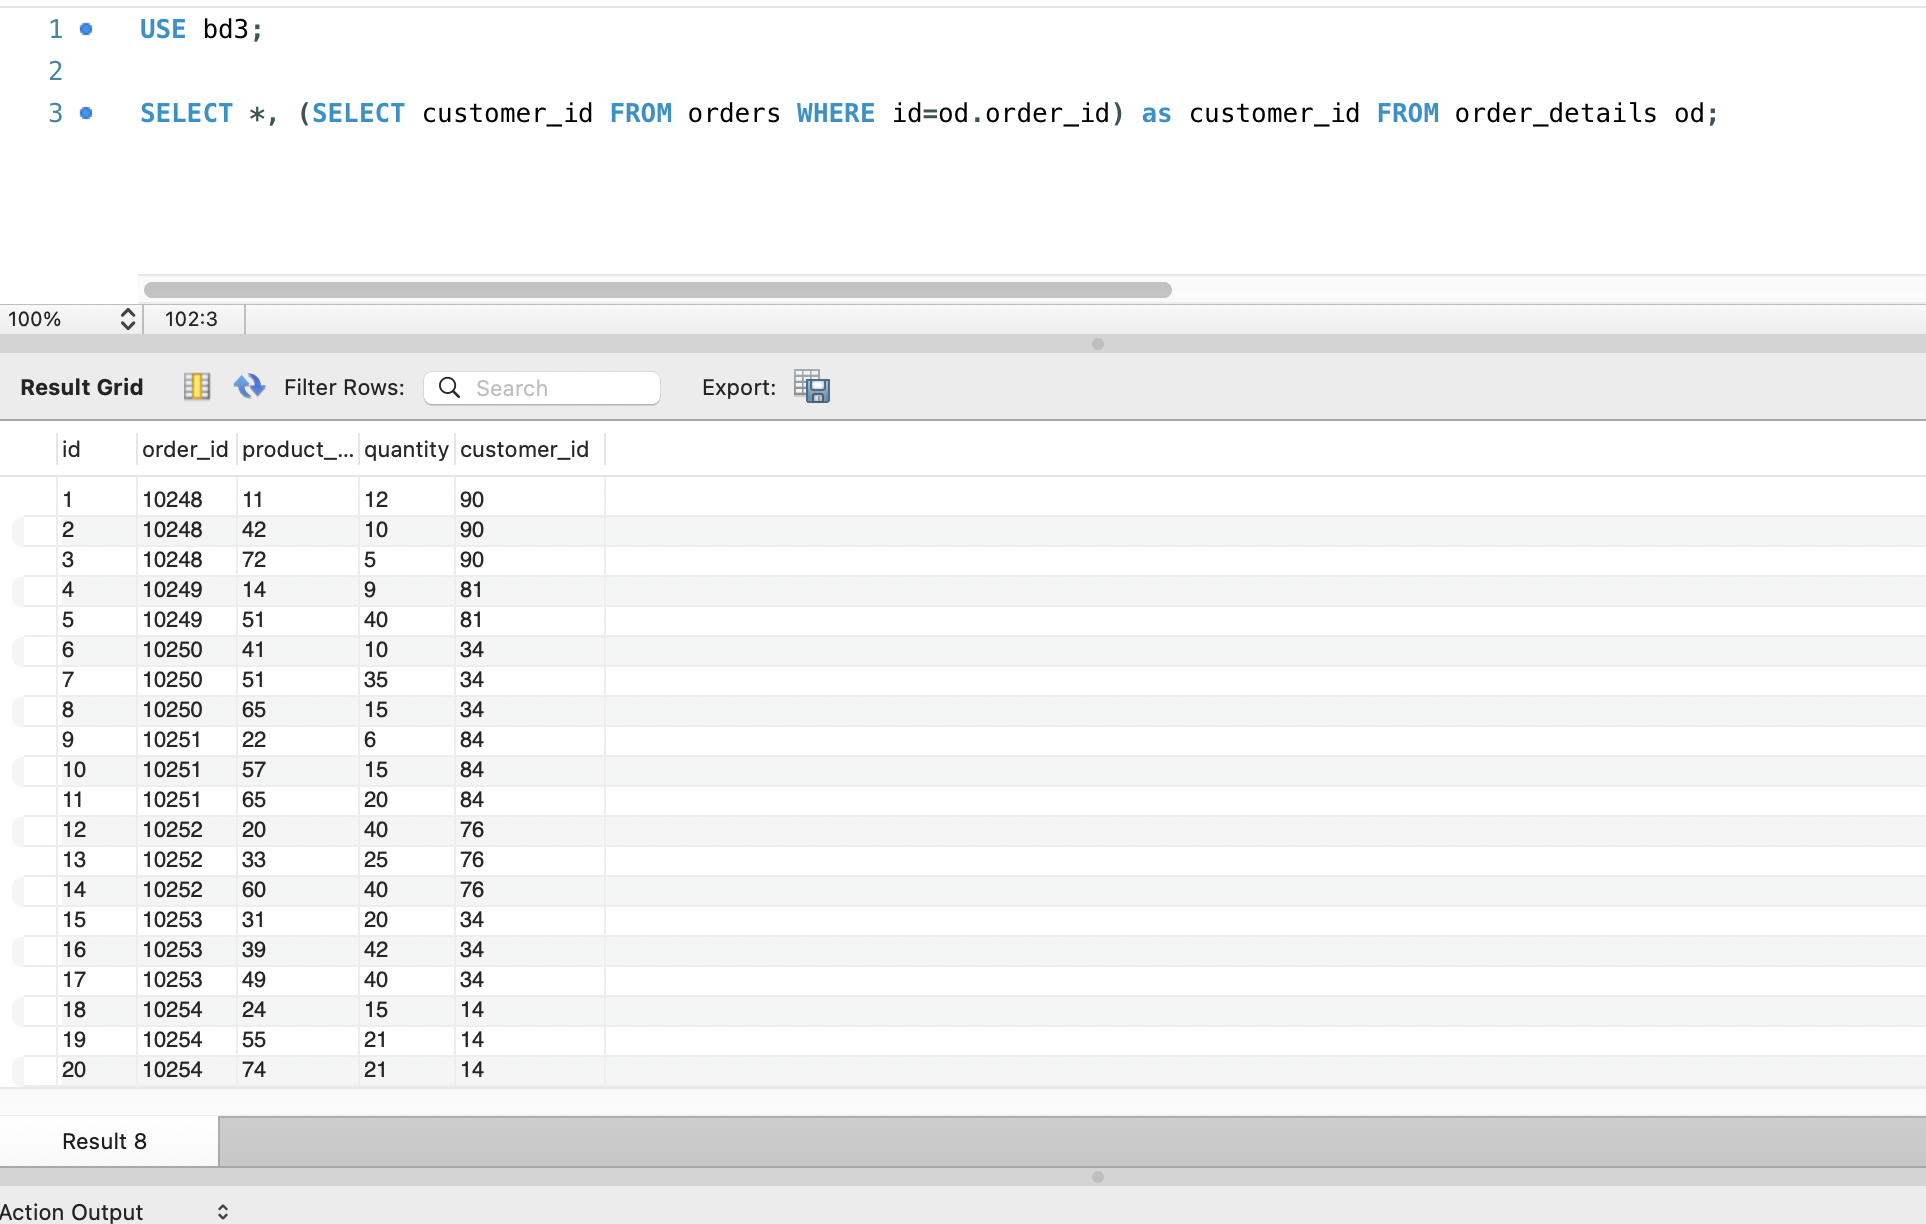 1 USE bd3;
2
3 SELECT *, (SELECT customer_id FROM orders WHERE id=od.order_id) as customer_id FROM order_details od;
100% 102:3
Result Grid Filter Rows: Search Export:
id order_id product_... quantity customer_id
1 10248 11 12 90
2 10248 42 10 90
3 10248 72 5 90
4 10249 14 9 81
5 10249 51 40 81
6 10250 41 10 34
7 10250 51 35 34
8 10250 65 15 34
9 10251 22 6 84
10 10251 57 15 84
11 10251 65 20 84
12 10252 20 40 76
13 10252 33 25 76
14 10252 60 40 76
15 10253 31 20 34
16 10253 39 42 34
17 10253 49 40 34
18 10254 24 15 14
19 10254 55 21 14
20 10254 74 21 14
Result 8
Action Output